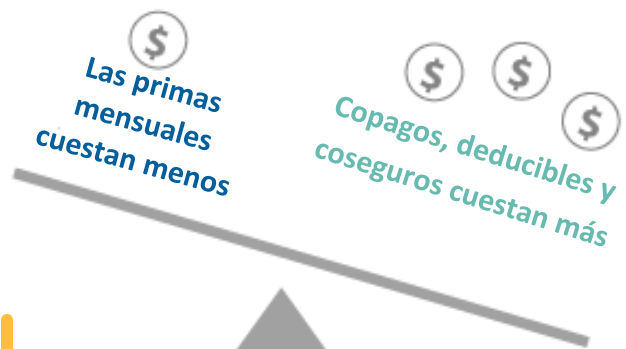 $
Las primas
mensuales
cuestan menos
$ $ $
Copagos, deducibles y
coseguros cuestan más